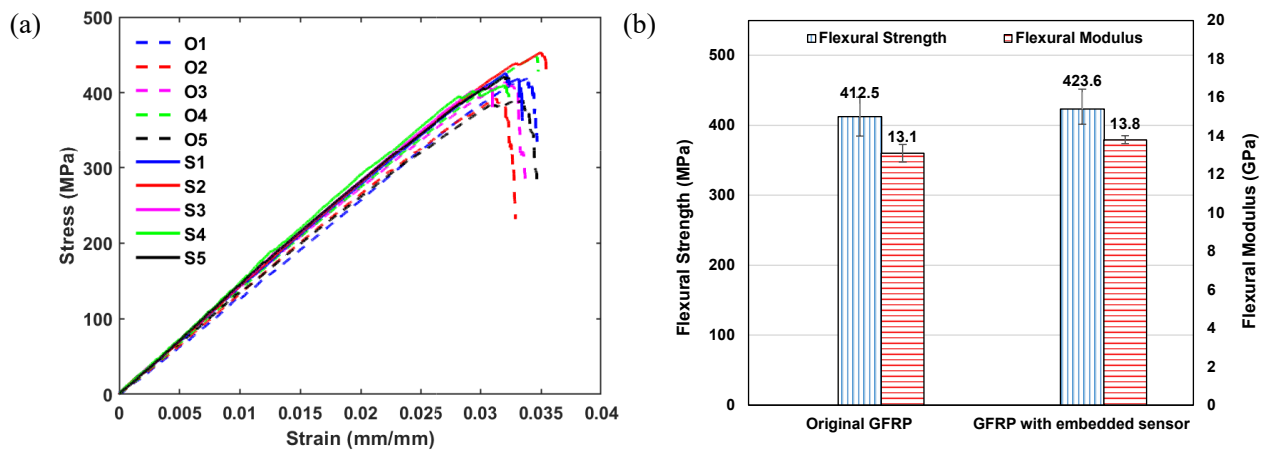 (a)
500
400
300
200
100
0
Stress (MPa)
O1
O2
O3
O4
O5
S1
S2
S3
S4
S5
0 0.005 0.01 0.015 0.02 0.025 0.03 0.035 0.04
Strain (mm/mm)
(b)
Flexural Strength Flexural Modulus
500
400
300
200
100
0
Flexural Strength (MPa)
412.5
13.1
423.6
13.8
Original GFRP GFRP with embedded sensor
20
18
16
14
12
10
8
6
4
2
0
Flexural Modulus (GPa)